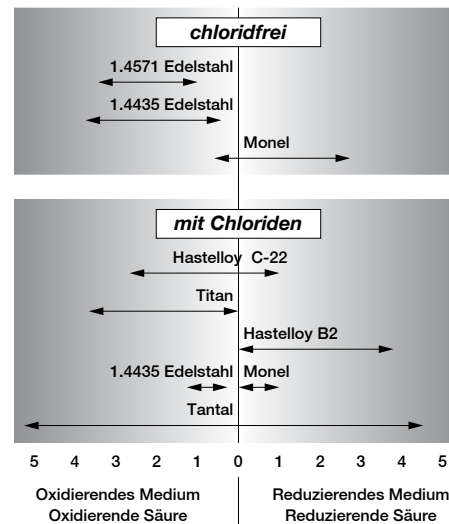 chloridfrei
1.4571 Edelstahl
1.4435 Edelstahl
Monel
mit Chloriden
Hastelloy C-22
Titan
Hastelloy B2
1.4435 Edelstahl Monel
Tantal
5 4 3 2 1 0 1 2 3 4 5
Oxidierendes Medium Reduzierendes Medium
Oxidierende Säure Reduzierende Säure